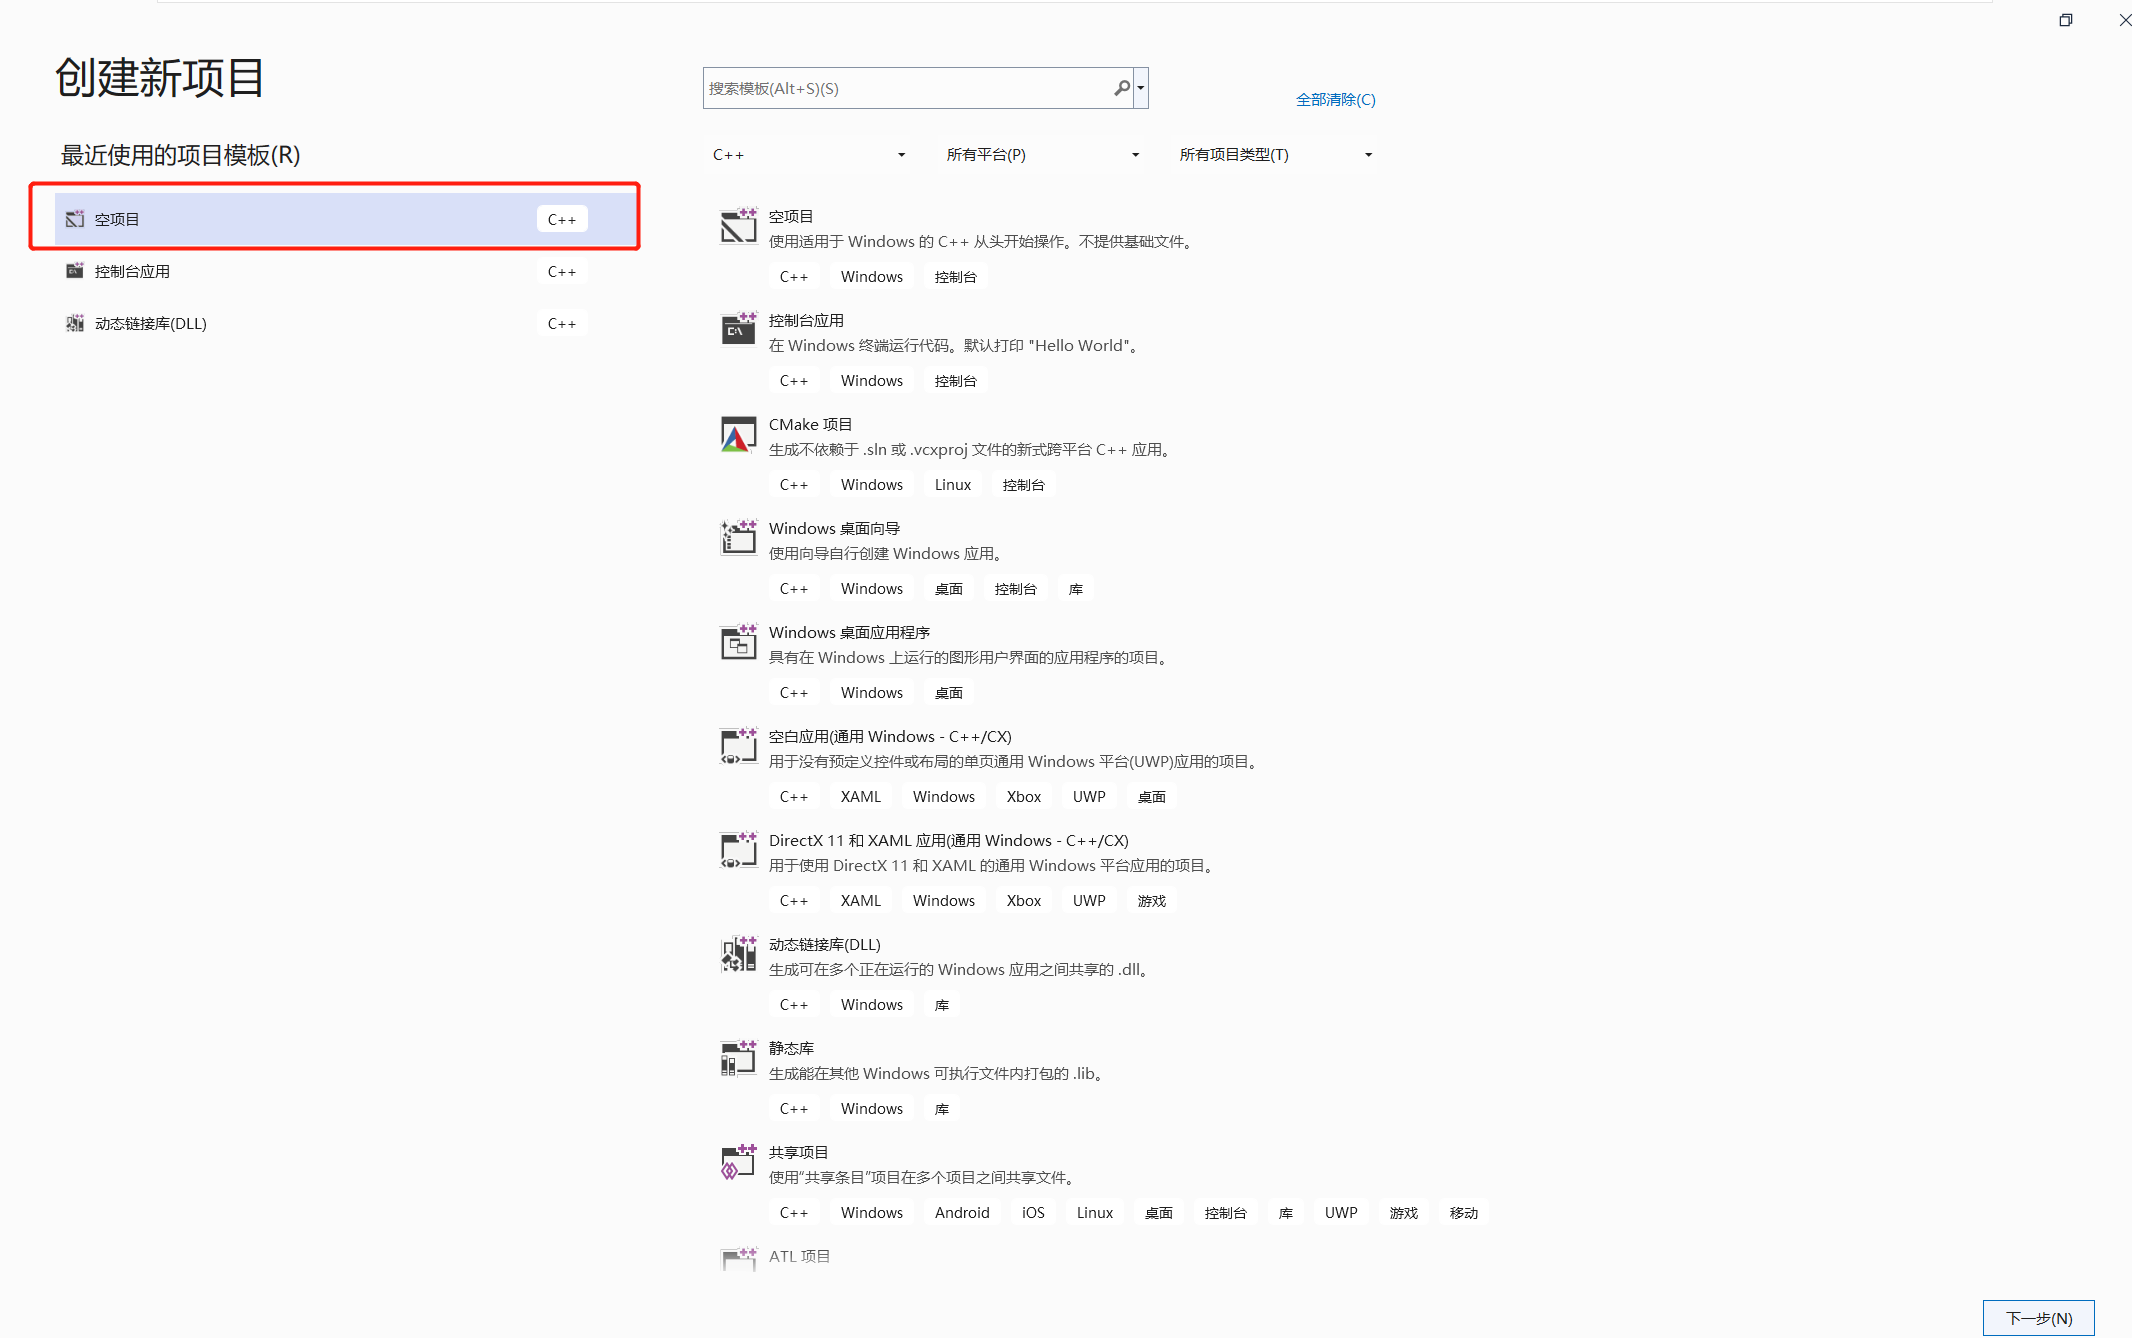 创建新项目
最近使用的项目模板(R)
空项目 C++
控制台应用 C++
动态链接库(DLL) C++
搜索模板(Alt+S)(S)
全部清除(C)
C++ 所有平台(P) 所有项目类型(T)
空项目
使用适用于 Windows 的 C++ 从头开始操作。不提供基础文件。
C++ Windows 控制台
控制台应用
在 Windows 终端运行代码。默认打印 "Hello World"。
C++ Windows 控制台
CMake 项目
生成不依赖于 .sln 或 .vcxproj 文件的新式跨平台 C++ 应用。
C++ Windows Linux 控制台
Windows 桌面向导
使用向导自行创建 Windows 应用。
C++ Windows 桌面 控制台 库
Windows 桌面应用程序
具有在 Windows 上运行的图形用户界面的应用程序的项目。
C++ Windows 桌面
空白应用(通用 Windows - C++/CX)
用于没有预定义控件或布局的单页通用 Windows 平台(UWP)应用的项目。
C++ XAML Windows Xbox UWP 桌面
DirectX 11 和 XAML 应用(通用 Windows - C++/CX)
用于使用 DirectX 11 和 XAML 的通用 Windows 平台应用的项目。
C++ XAML Windows Xbox UWP 游戏
动态链接库(DLL)
生成可在多个正在运行的 Windows 应用之间共享的 .dll。
C++ Windows 库
静态库
生成能在其他 Windows 可执行文件内打包的 .lib。
C++ Windows 库
共享项目
使用“共享条目”项目在多个项目之间共享文件。
C++ Windows Android iOS Linux 桌面 控制台 库 UWP 游戏 移动
ATL 项目
下一步(N)